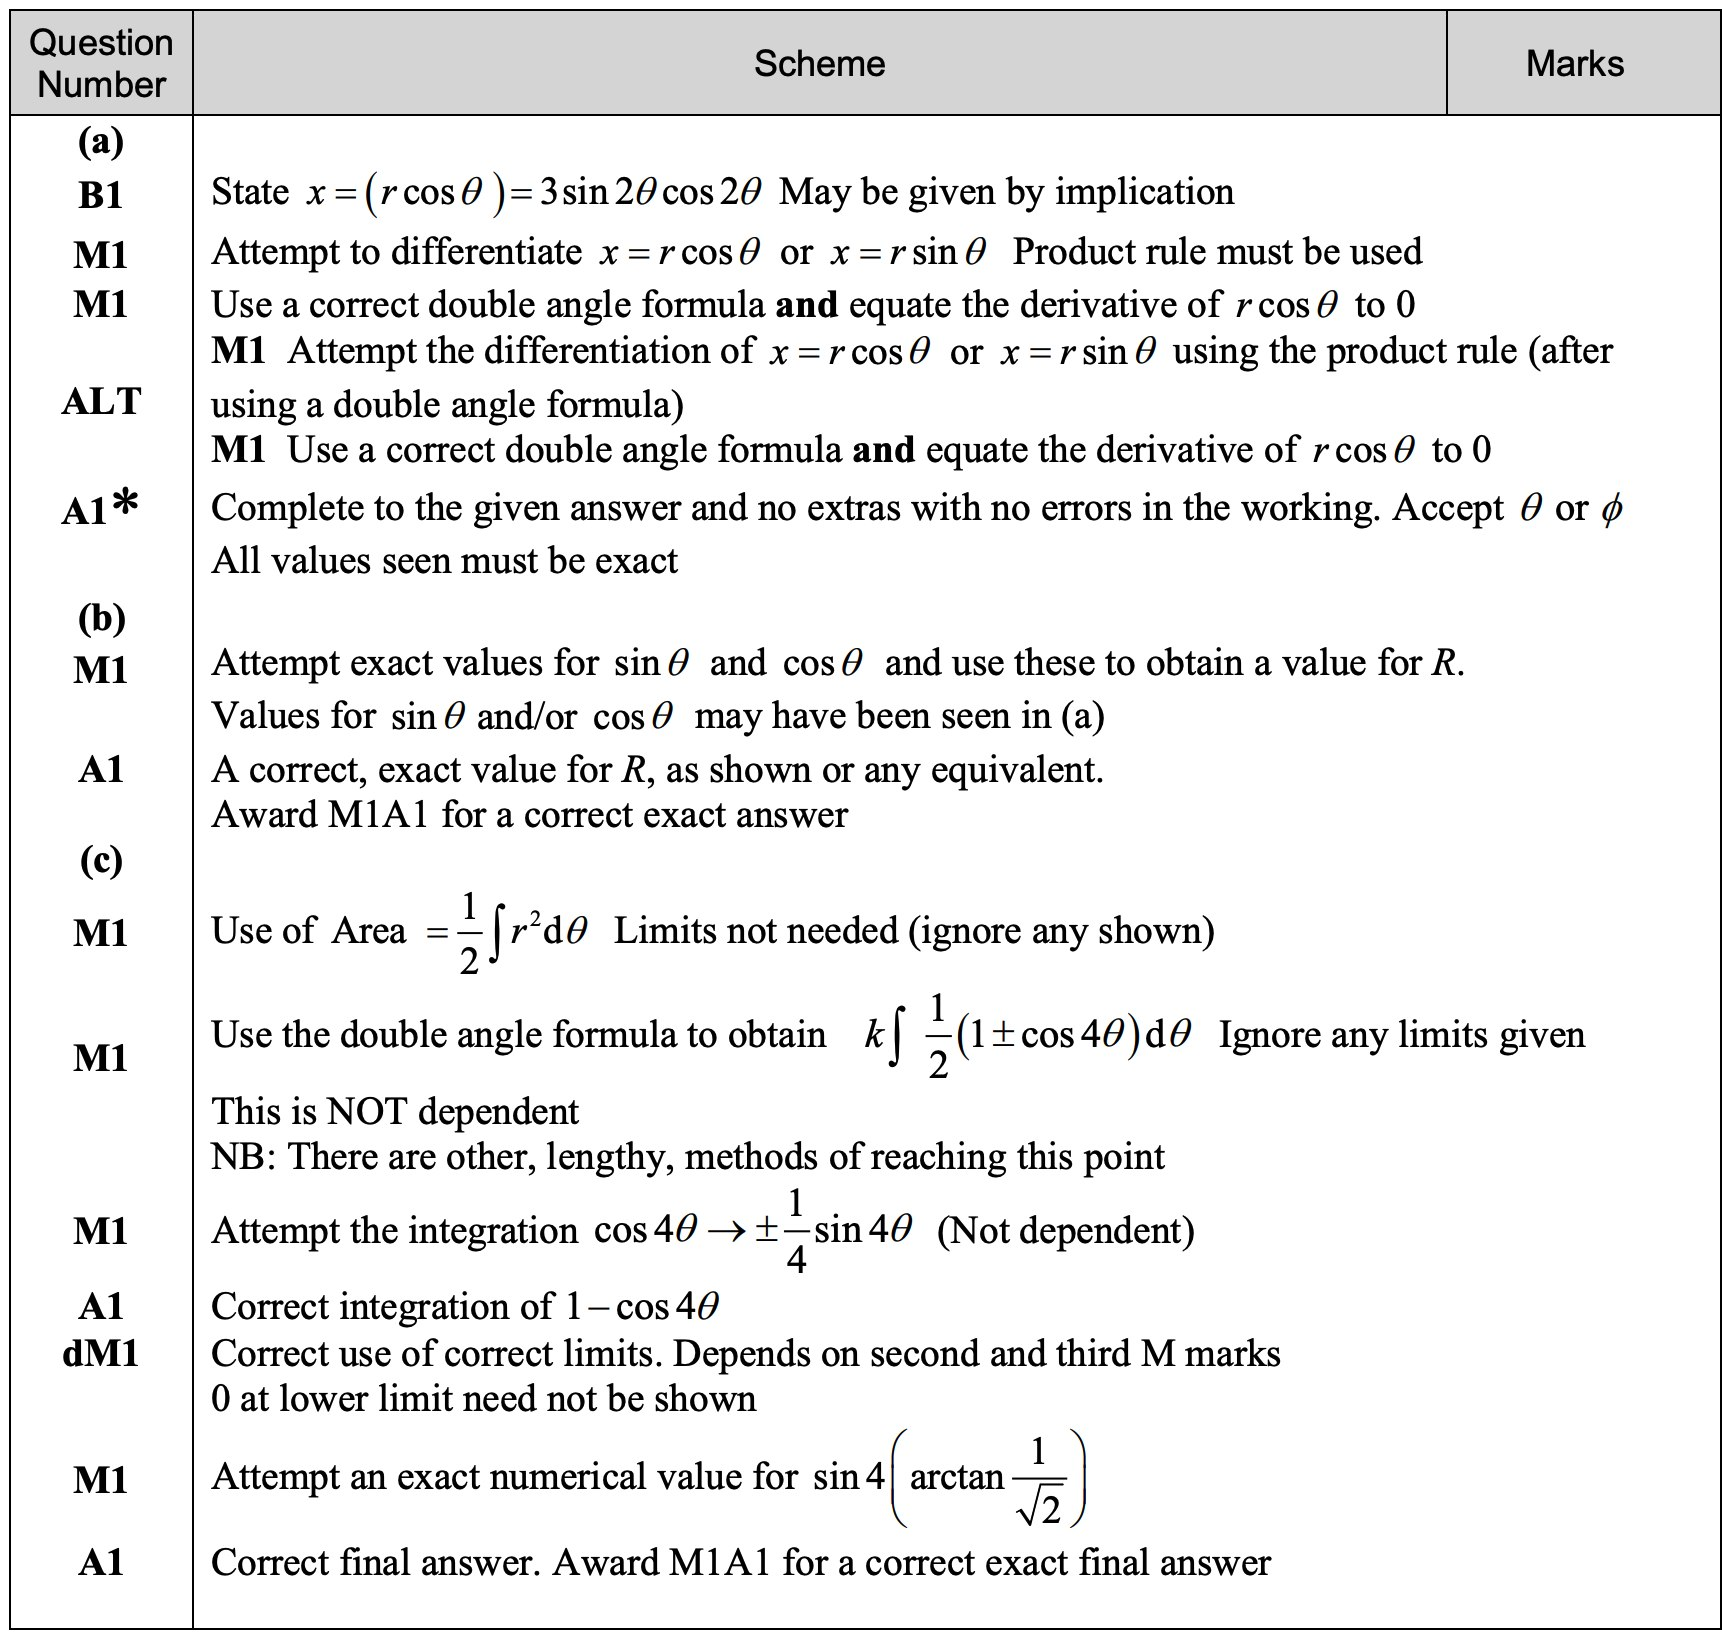 Question Number Scheme Marks
(a)
B1 State x = (r cos θ) = 3 sin 2θ cos 2θ May be given by implication
M1 Attempt to differentiate x = r cos θ or x = r sin θ Product rule must be used
M1 Use a correct double angle formula and equate the derivative of r cos θ to 0
M1 Attempt the differentiation of x = r cos θ or x = r sin θ using the product rule (after
ALT using a double angle formula)
M1 Use a correct double angle formula and equate the derivative of r cos θ to 0
A1* Complete to the given answer and no extras with no errors in the working. Accept θ or ϕ
All values seen must be exact
(b)
M1 Attempt exact values for sin θ and cos θ and use these to obtain a value for R.
Values for sin θ and/or cos θ may have been seen in (a)
A1 A correct, exact value for R, as shown or any equivalent.
Award M1A1 for a correct exact answer
(c)
M1 Use of Area = 1/2 ∫ r² dθ Limits not needed (ignore any shown)
M1 Use the double angle formula to obtain k∫ 1/2 (1 ± cos 4θ) dθ Ignore any limits given
This is NOT dependent
NB: There are other, lengthy, methods of reaching this point
M1 Attempt the integration cos 4θ → ± 1/4 sin 4θ (Not dependent)
A1 Correct integration of 1 − cos 4θ
dM1 Correct use of correct limits. Depends on second and third M marks
0 at lower limit need not be shown
M1 Attempt an exact numerical value for sin 4 (arctan 1/√2)
A1 Correct final answer. Award M1A1 for a correct exact final answer